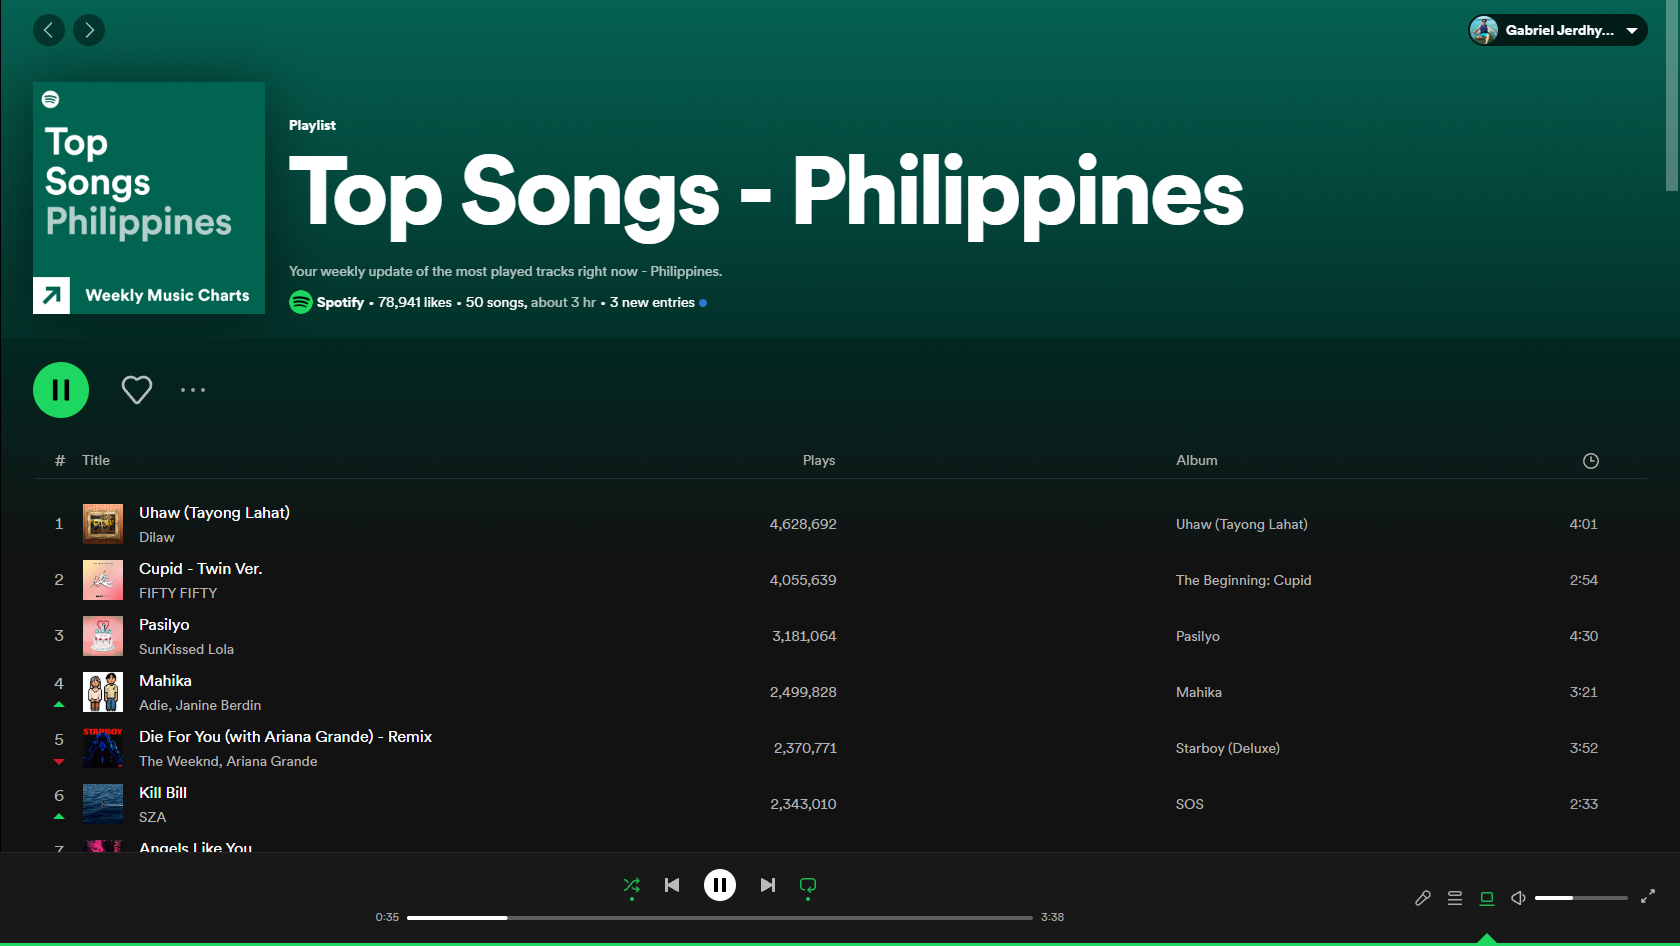 Gabriel Jerdhy...
Top
Songs
Philippines
Weekly Music Charts
Playlist
Top Songs - Philippines
Your weekly update of the most played tracks right now - Philippines.
Spotify • 78,941 likes • 50 songs, about 3 hr • 3 new entries
# Title Plays Album
1 Uhaw (Tayong Lahat) 4,628,692 Uhaw (Tayong Lahat) 4:01
Dilaw
2 Cupid - Twin Ver. 4,055,639 The Beginning: Cupid 2:54
FIFTY FIFTY
3 Pasilyo 3,181,064 Pasilyo 4:30
SunKissed Lola
4 Mahika 2,499,828 Mahika 3:21
Adie, Janine Berdin
STARBOY
5 Die For You (with Ariana Grande) - Remix 2,370,771 Starboy (Deluxe) 3:52
The Weeknd, Ariana Grande
6 Kill Bill 2,343,010 SOS 2:33
SZA
7 Angels Like You
0:35 3:38